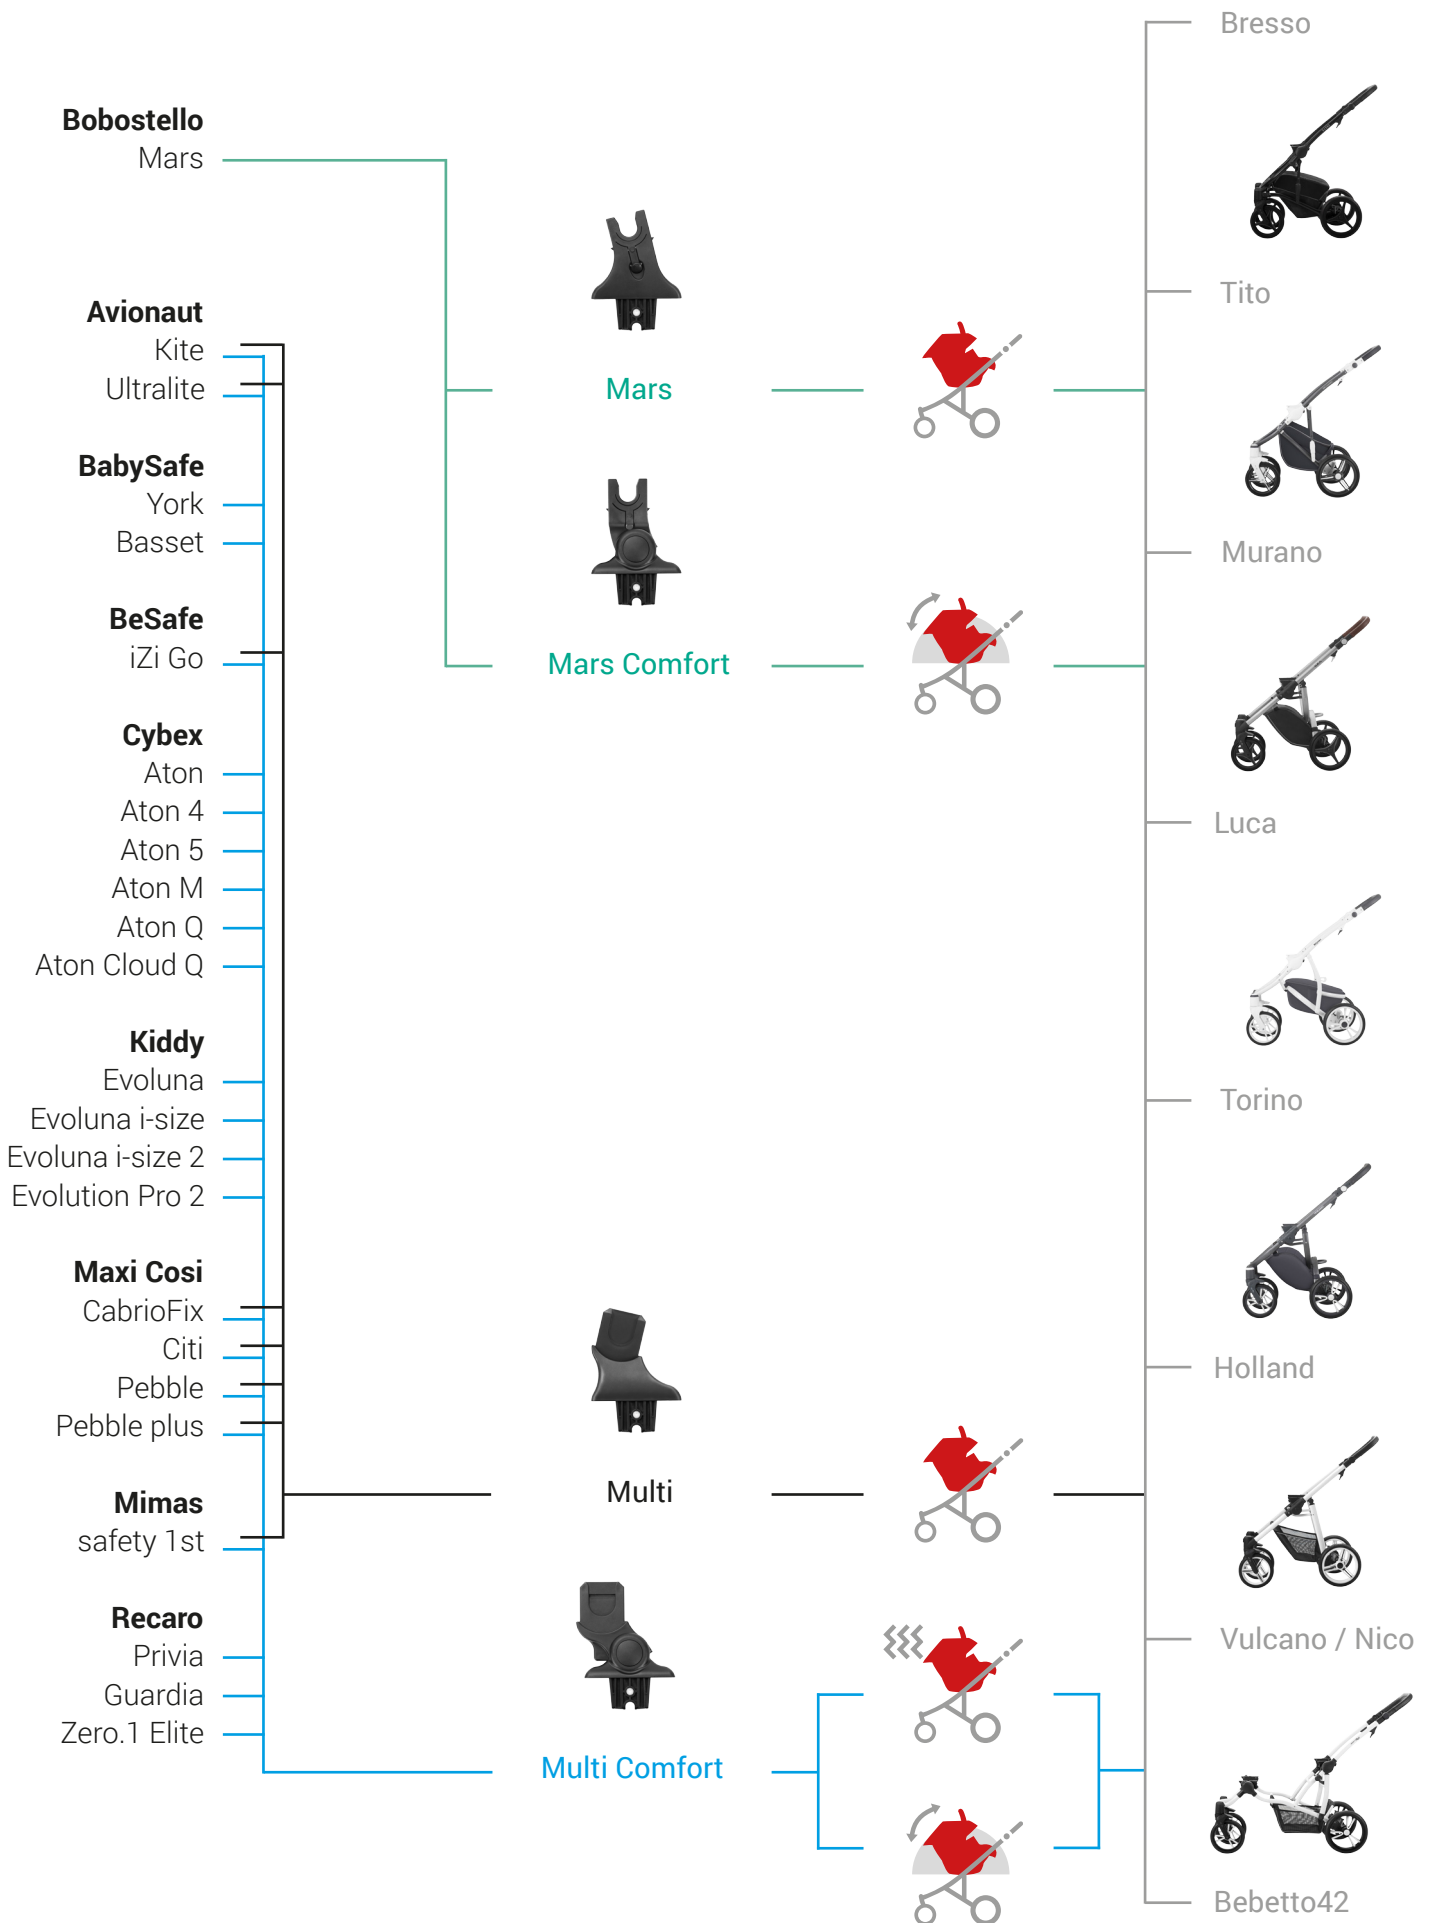 Bobostello
Mars
Avionaut
Kite
Ultralite
BabySafe
York
Basset
BeSafe
iZi Go
Cybex
Aton
Aton 4
Aton 5
Aton M
Aton Q
Aton Cloud Q
Kiddy
Evoluna
Evoluna i-size
Evoluna i-size 2
Evolution Pro 2
Maxi Cosi
CabrioFix
Citi
Pebble
Pebble plus
Mimas
safety 1st
Recaro
Privia
Guardia
Zero.1 Elite
Mars
Mars Comfort
Multi
Multi Comfort
Bresso
Tito
Murano
Luca
Torino
Holland
Vulcano / Nico
Bebetto42